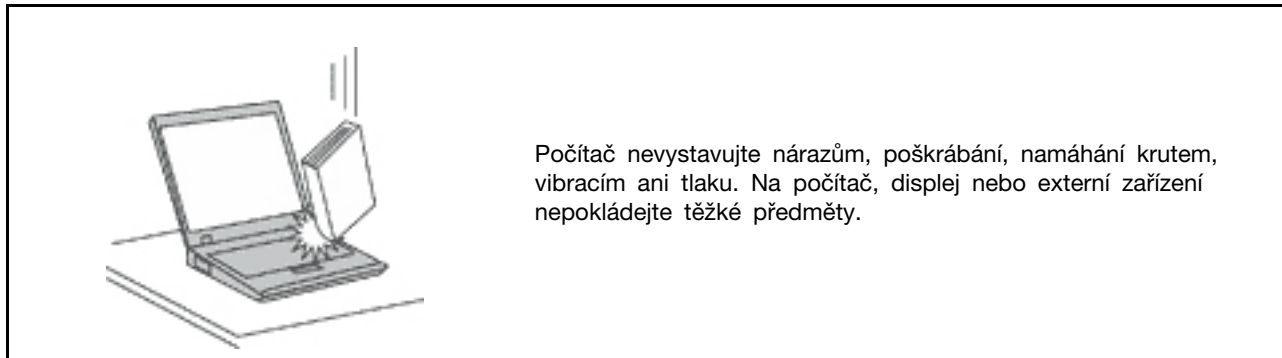 Počítač nevystavujte nárazům, poškrábání, namáhání krutem,
vibracím ani tlaku. Na počítač, displej nebo externí zařízení
nepokládejte těžké předměty.